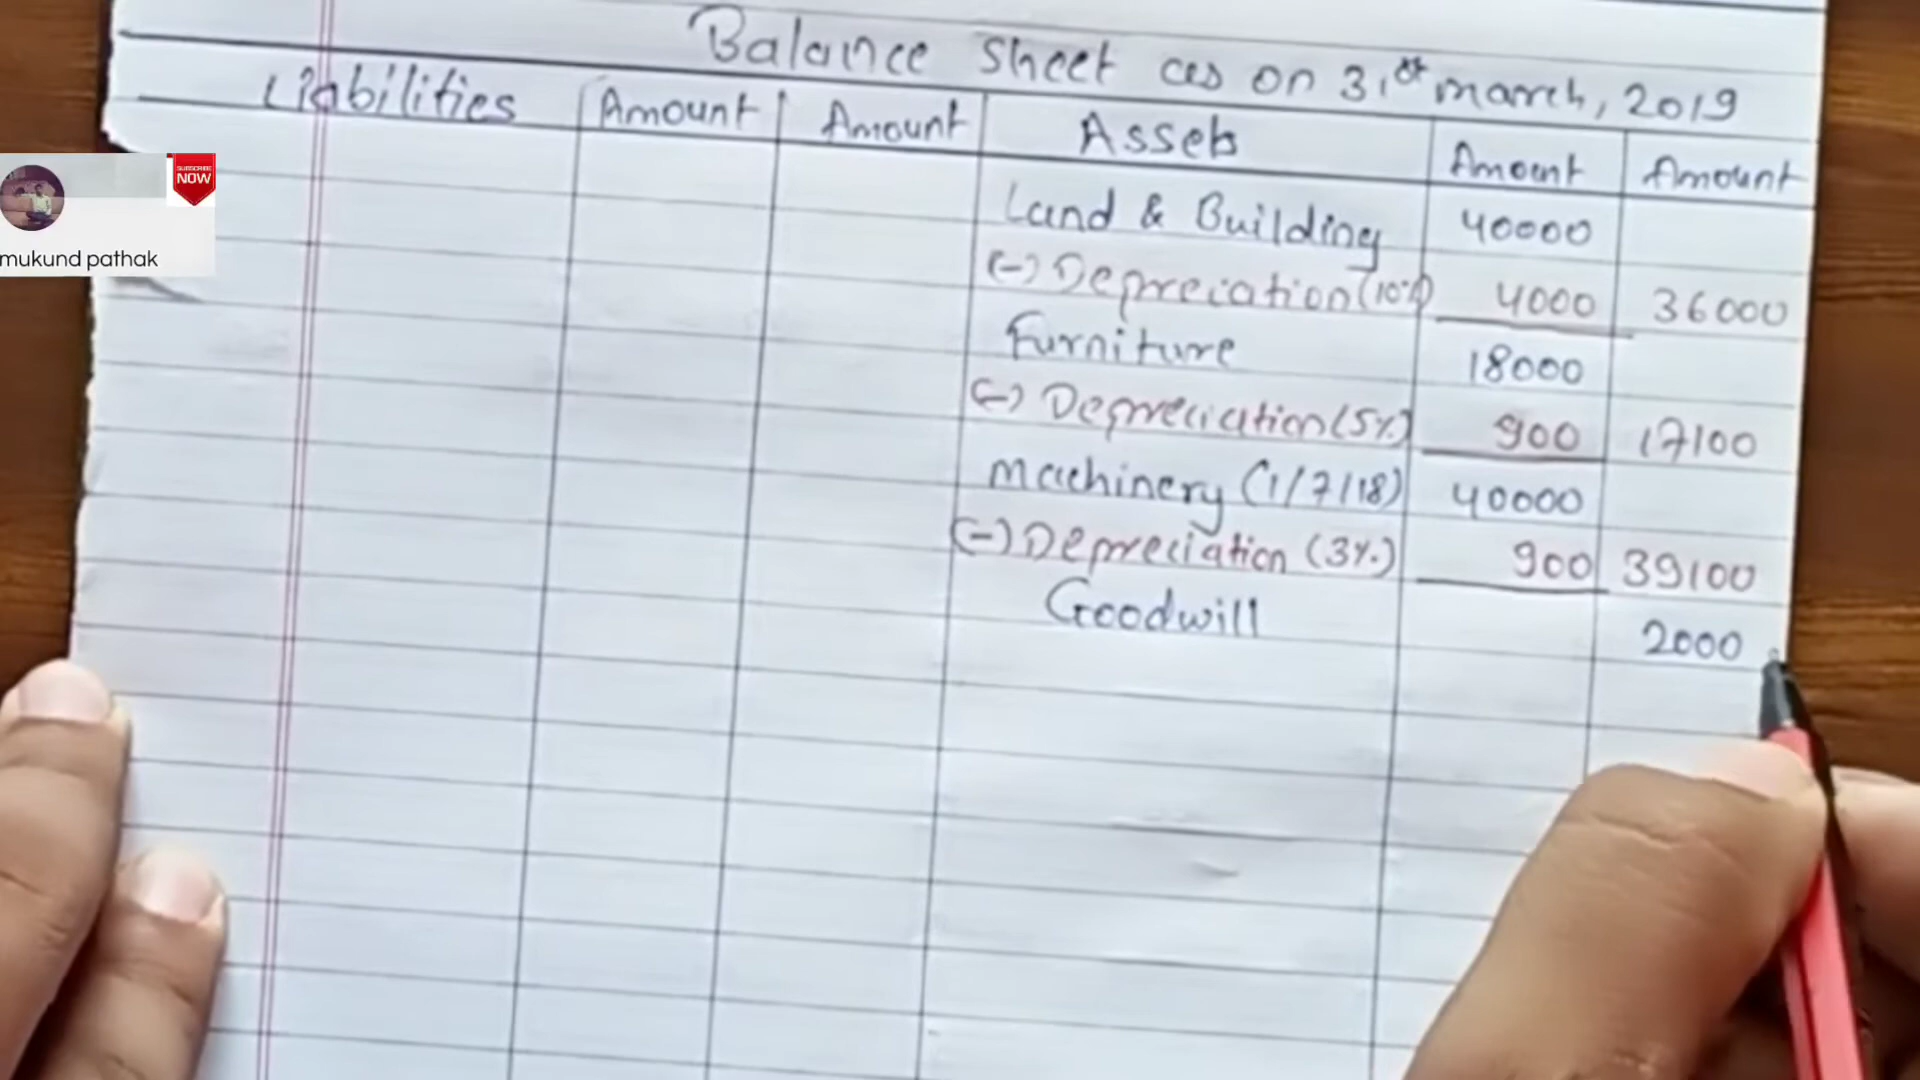 Balance Sheet as on 31st march, 2019
Liabilities Amount Amount Assets Amount Amount
SUBSCRIBE NOW
mukund pathak
Land & Building 40000
(-) Depreciation (10%) 4000 36000
Furniture 18000
(-) Depreciation (5%) 900 17100
Machinery (1/7/18) 40000
(-) Depreciation (3%) 900 39100
Goodwill 2000